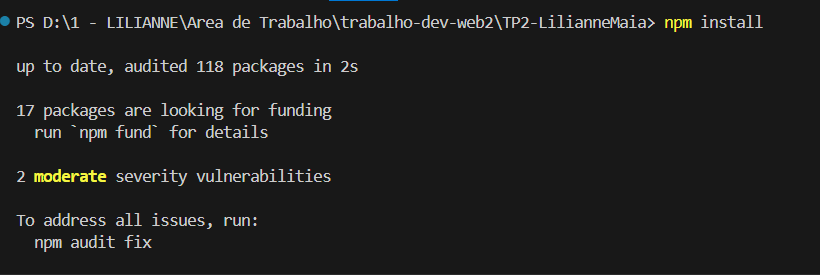 PS D:\1 - LILIANNE\Area de Trabalho\trabalho-dev-web2\TP2-LilianneMaia> npm install
up to date, audited 118 packages in 2s
17 packages are looking for funding
run `npm fund` for details
2 moderate severity vulnerabilities
To address all issues, run:
npm audit fix